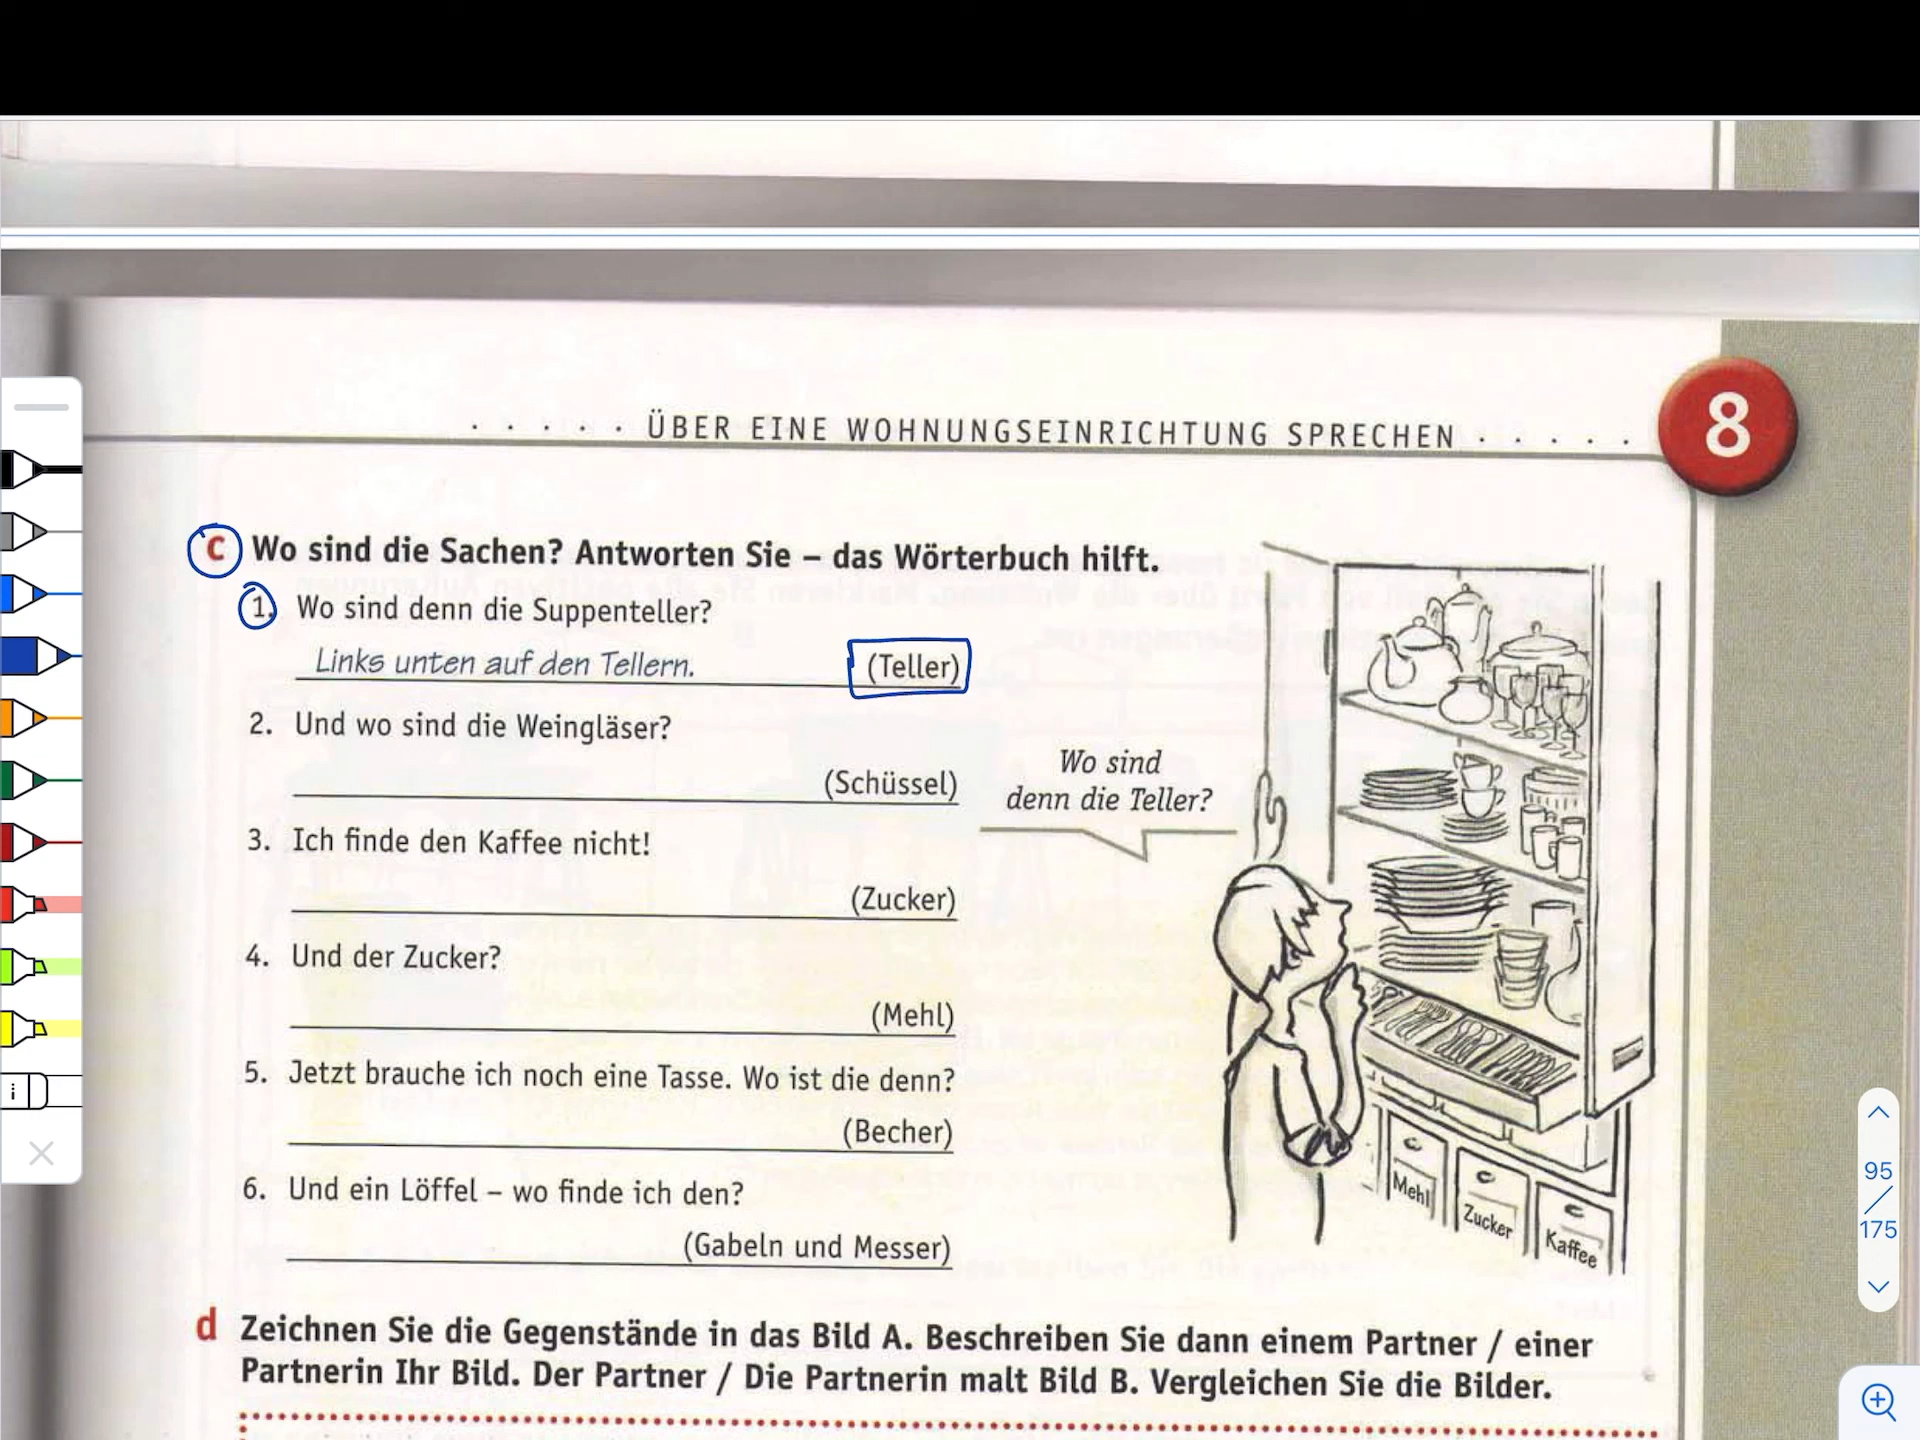 · · · · · ÜBER EINE WOHNUNGSEINRICHTUNG SPRECHEN · · · · ·
8
c Wo sind die Sachen? Antworten Sie – das Wörterbuch hilft.
1. Wo sind denn die Suppenteller?
Links unten auf den Tellern. (Teller)
2. Und wo sind die Weingläser?
(Schüssel)
3. Ich finde den Kaffee nicht!
(Zucker)
4. Und der Zucker?
(Mehl)
5. Jetzt brauche ich noch eine Tasse. Wo ist die denn?
(Becher)
6. Und ein Löffel – wo finde ich den?
(Gabeln und Messer)
Wo sind
denn die Teller?
Mehl
Zucker
Kaffee
d Zeichnen Sie die Gegenstände in das Bild A. Beschreiben Sie dann einem Partner / einer
Partnerin Ihr Bild. Der Partner / Die Partnerin malt Bild B. Vergleichen Sie die Bilder.
95
/
175